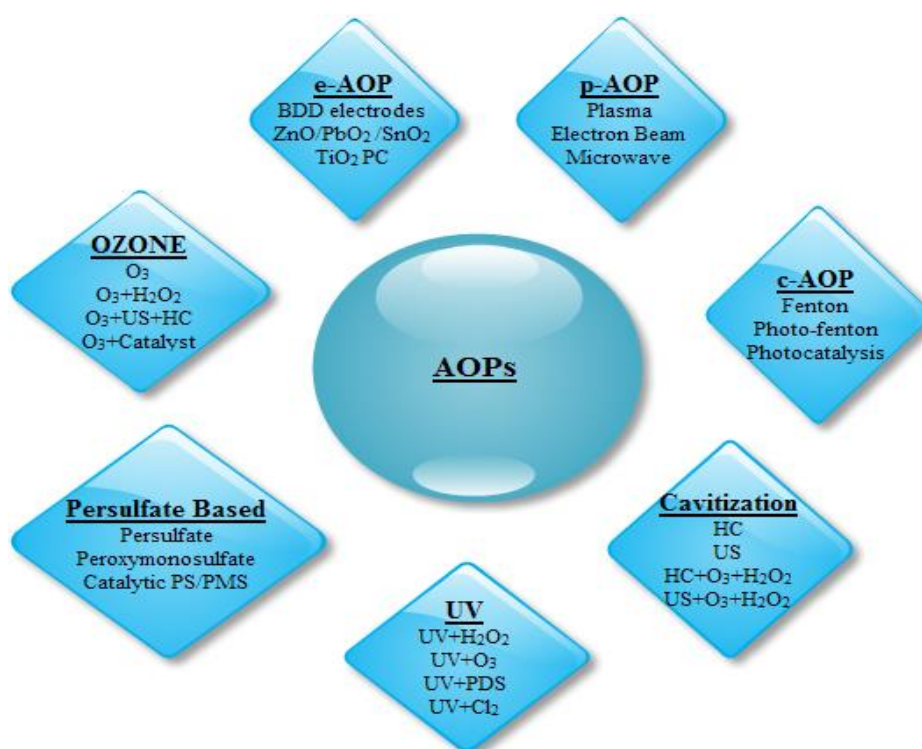 e-AOP
BDD electrodes
ZnO/PbO₂ /SnO₂
TiO₂ PC
p-AOP
Plasma
Electron Beam
Microwave
OZONE
O₃
O₃+H₂O₂
O₃+US+HC
O₃+Catalyst
AOPs
c-AOP
Fenton
Photo-fenton
Photocatalysis
Persulfate Based
Persulfate
Peroxymonosulfate
Catalytic PS/PMS
Cavitization
HC
US
HC+O₃+H₂O₂
US+O₃+H₂O₂
UV
UV+H₂O₂
UV+O₃
UV+PDS
UV+Cl₂